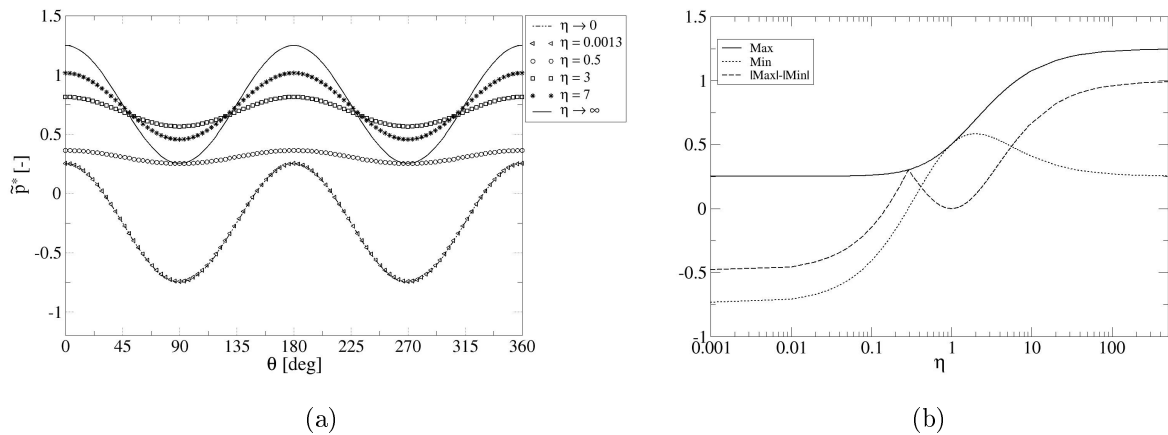 1.5
1
0.5
0
-0.5
-1
p̃* [-]
0 45 90 135 180 225 270 315 360
θ [deg]
η → 0
η = 0.0013
η = 0.5
η = 3
η = 7
η → ∞
(a)
1.5
1
0.5
0
-0.5
-1
0.001 0.01 0.1 1 10 100
η
Max
Min
|Max|-|Min|
(b)